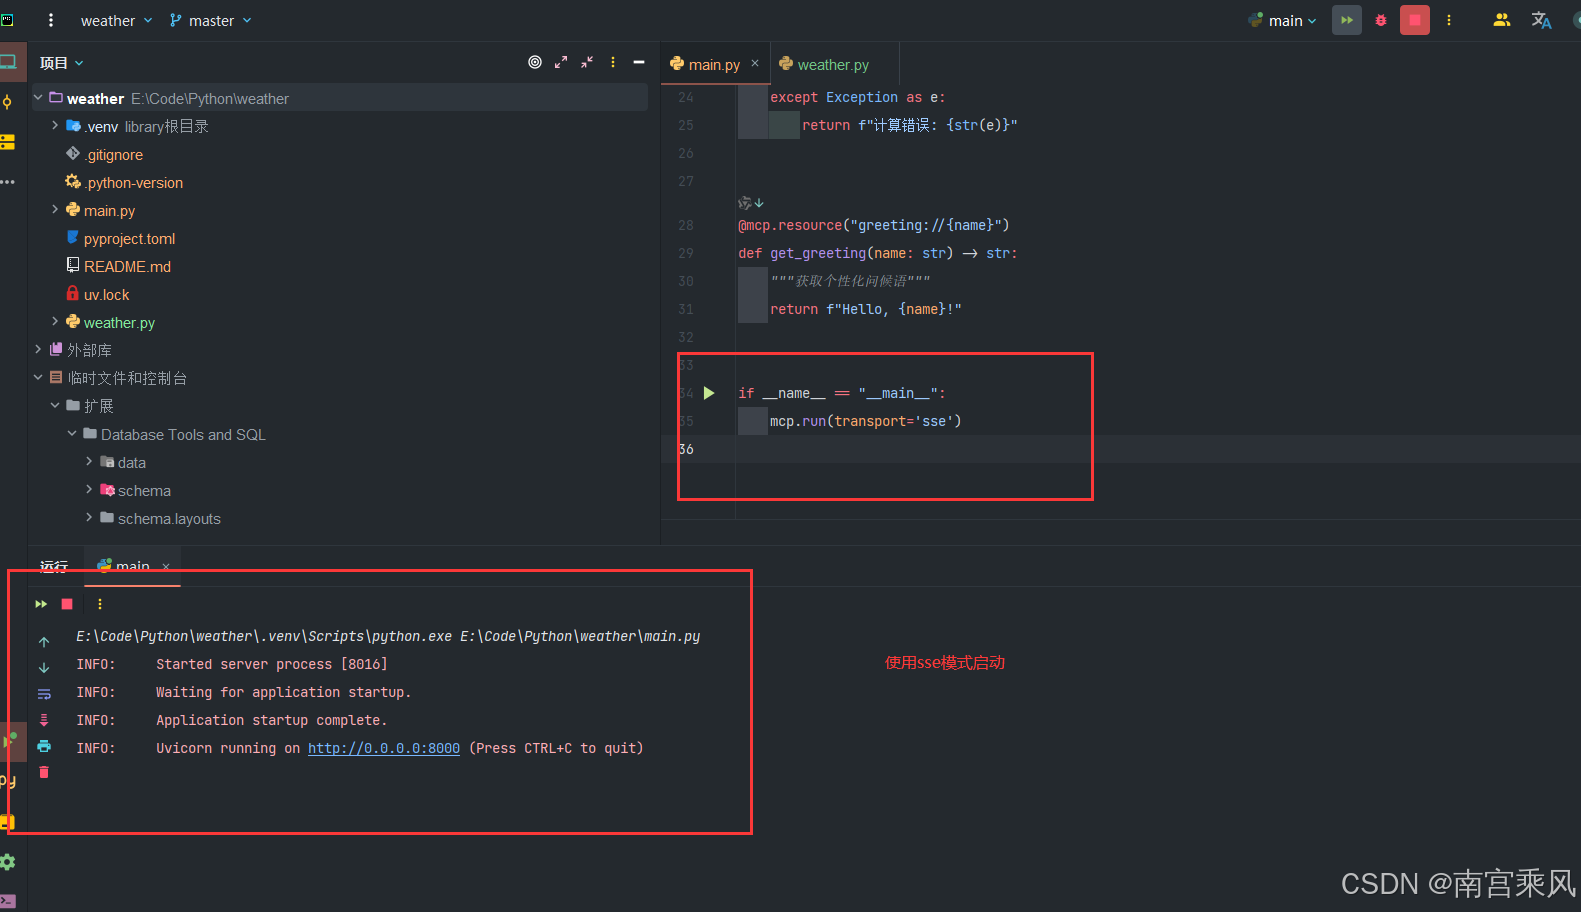 weather
master
main
项目
main.py
weather.py
weather E:\Code\Python\weather
.venv library根目录
.gitignore
.python-version
main.py
pyproject.toml
README.md
uv.lock
weather.py
外部库
临时文件和控制台
扩展
Database Tools and SQL
data
schema
schema.layouts
24 except Exception as e:
25 return f"计算错误: {str(e)}"
26
27
28 @mcp.resource("greeting://{name}")
29 def get_greeting(name: str) -> str:
30 """获取个性化问候语"""
31 return f"Hello, {name}!"
32
33
34 if __name__ == "__main__":
35 mcp.run(transport='sse')
36
运行 main
E:\Code\Python\weather\.venv\Scripts\python.exe E:\Code\Python\weather\main.py
INFO: Started server process [8016]
INFO: Waiting for application startup.
INFO: Application startup complete.
INFO: Uvicorn running on http://0.0.0.0:8000 (Press CTRL+C to quit)
使用sse模式启动
CSDN @南宫乘风